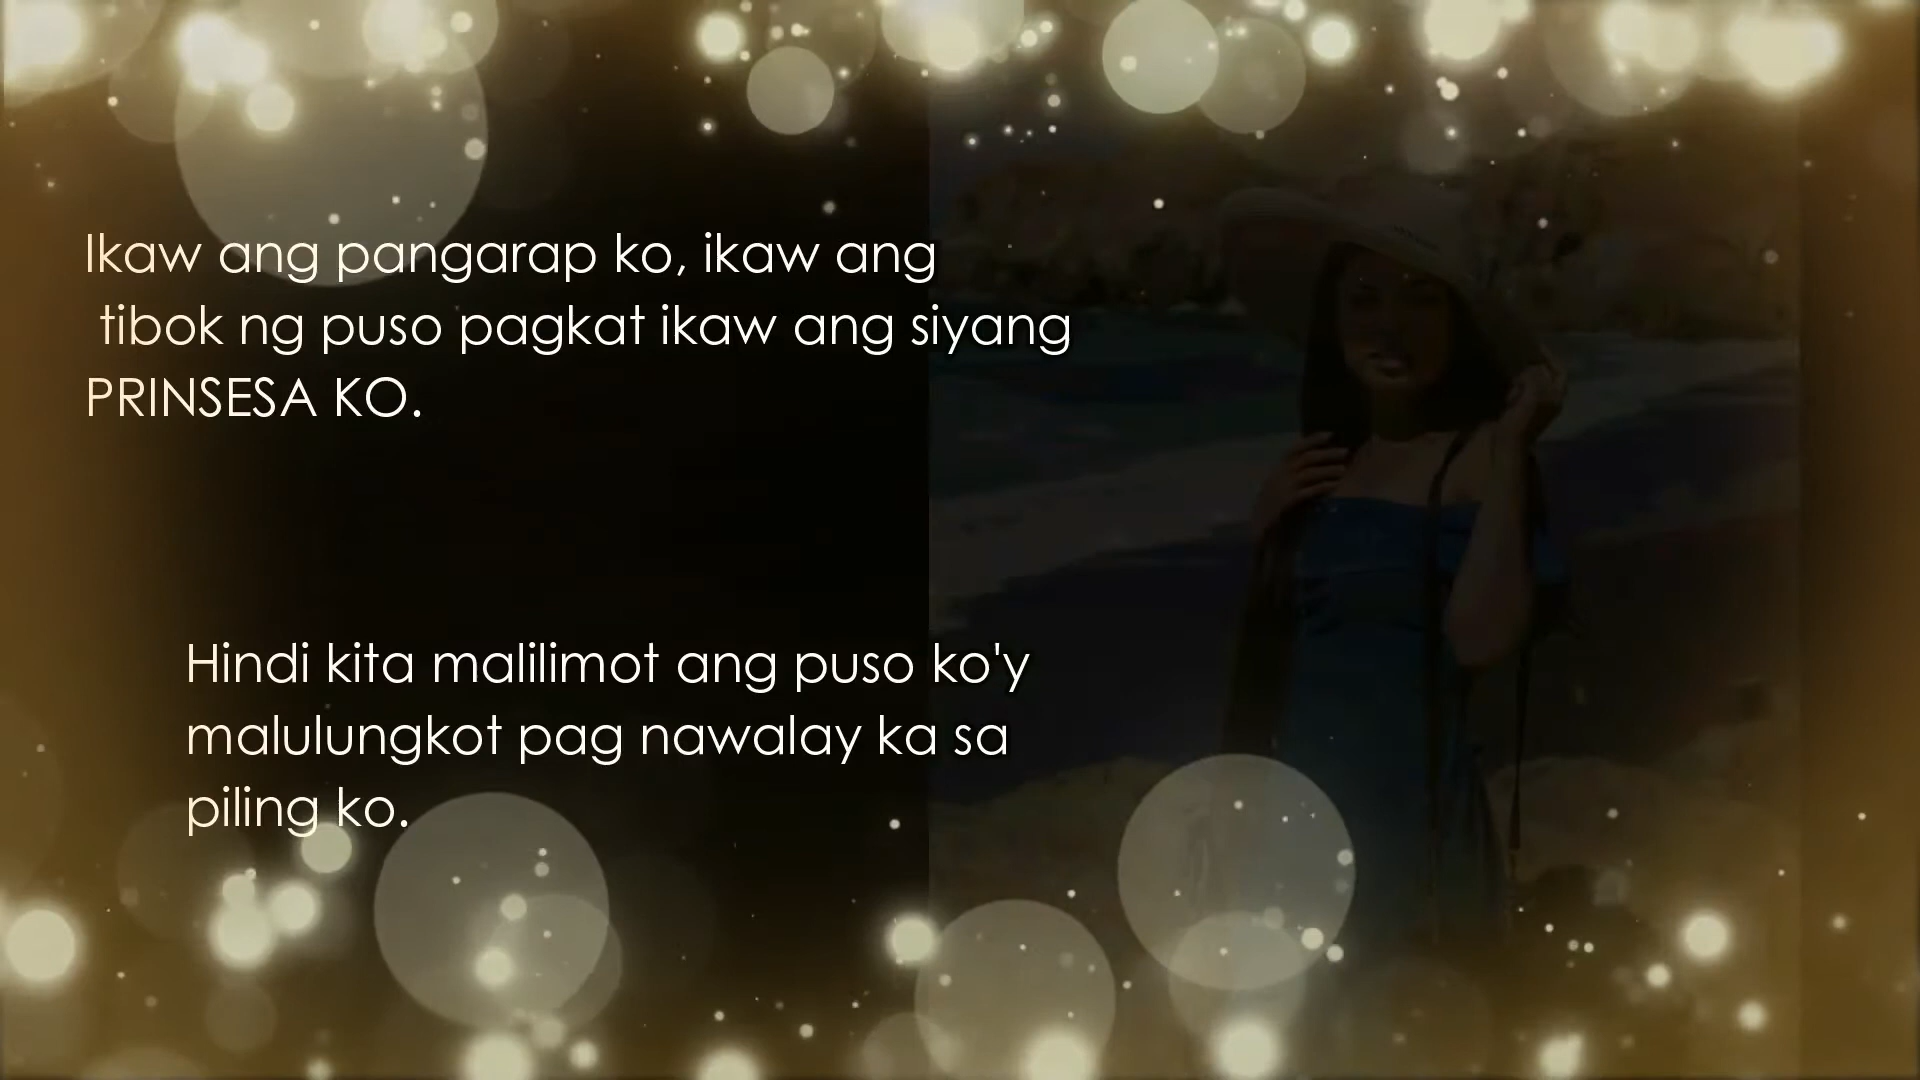 Ikaw ang pangarap ko, ikaw ang
tibok ng puso pagkat ikaw ang siyang
PRINSESA KO.
Hindi kita malilimot ang puso ko'y
malulungkot pag nawalay ka sa
piling ko.